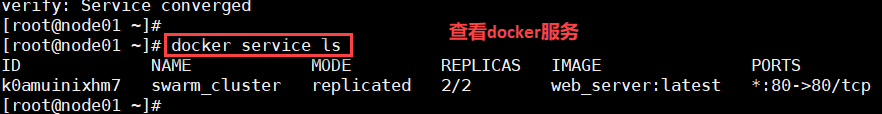 verify: Service converged
[root@node01 ~]#
[root@node01 ~]# docker service ls 查看docker服务
ID NAME MODE REPLICAS IMAGE PORTS
k0amuinixhm7 swarm_cluster replicated 2/2 web_server:latest *:80->80/tcp
[root@node01 ~]#